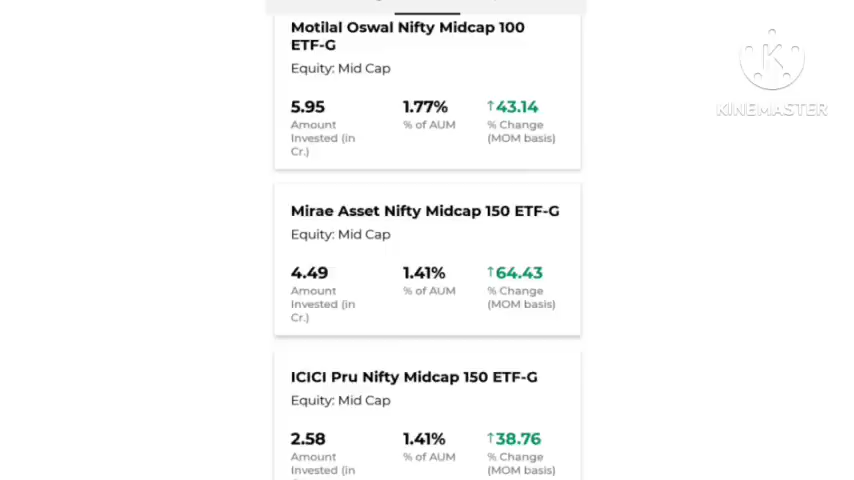 Motilal Oswal Nifty Midcap 100
ETF-G
Equity: Mid Cap
5.95 1.77% ↑43.14
Amount % of AUM % Change
Invested (in (MOM basis)
Cr.)
Mirae Asset Nifty Midcap 150 ETF-G
Equity: Mid Cap
4.49 1.41% ↑64.43
Amount % of AUM % Change
Invested (in (MOM basis)
Cr.)
ICICI Pru Nifty Midcap 150 ETF-G
Equity: Mid Cap
2.58 1.41% ↑38.76
Amount % of AUM % Change
Invested (in (MOM basis)
K
KINEMASTER